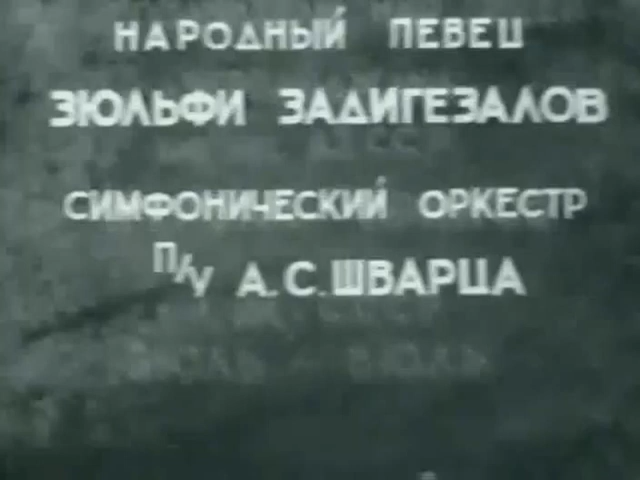 НАРОДНЫЙ ПЕВЕЦ
ЗЮЛЬФИ ЗАДИГЕЗАЛОВ
СИМФОНИЧЕСКИЙ ОРКЕСТР
П/У А.С.ШВАРЦА